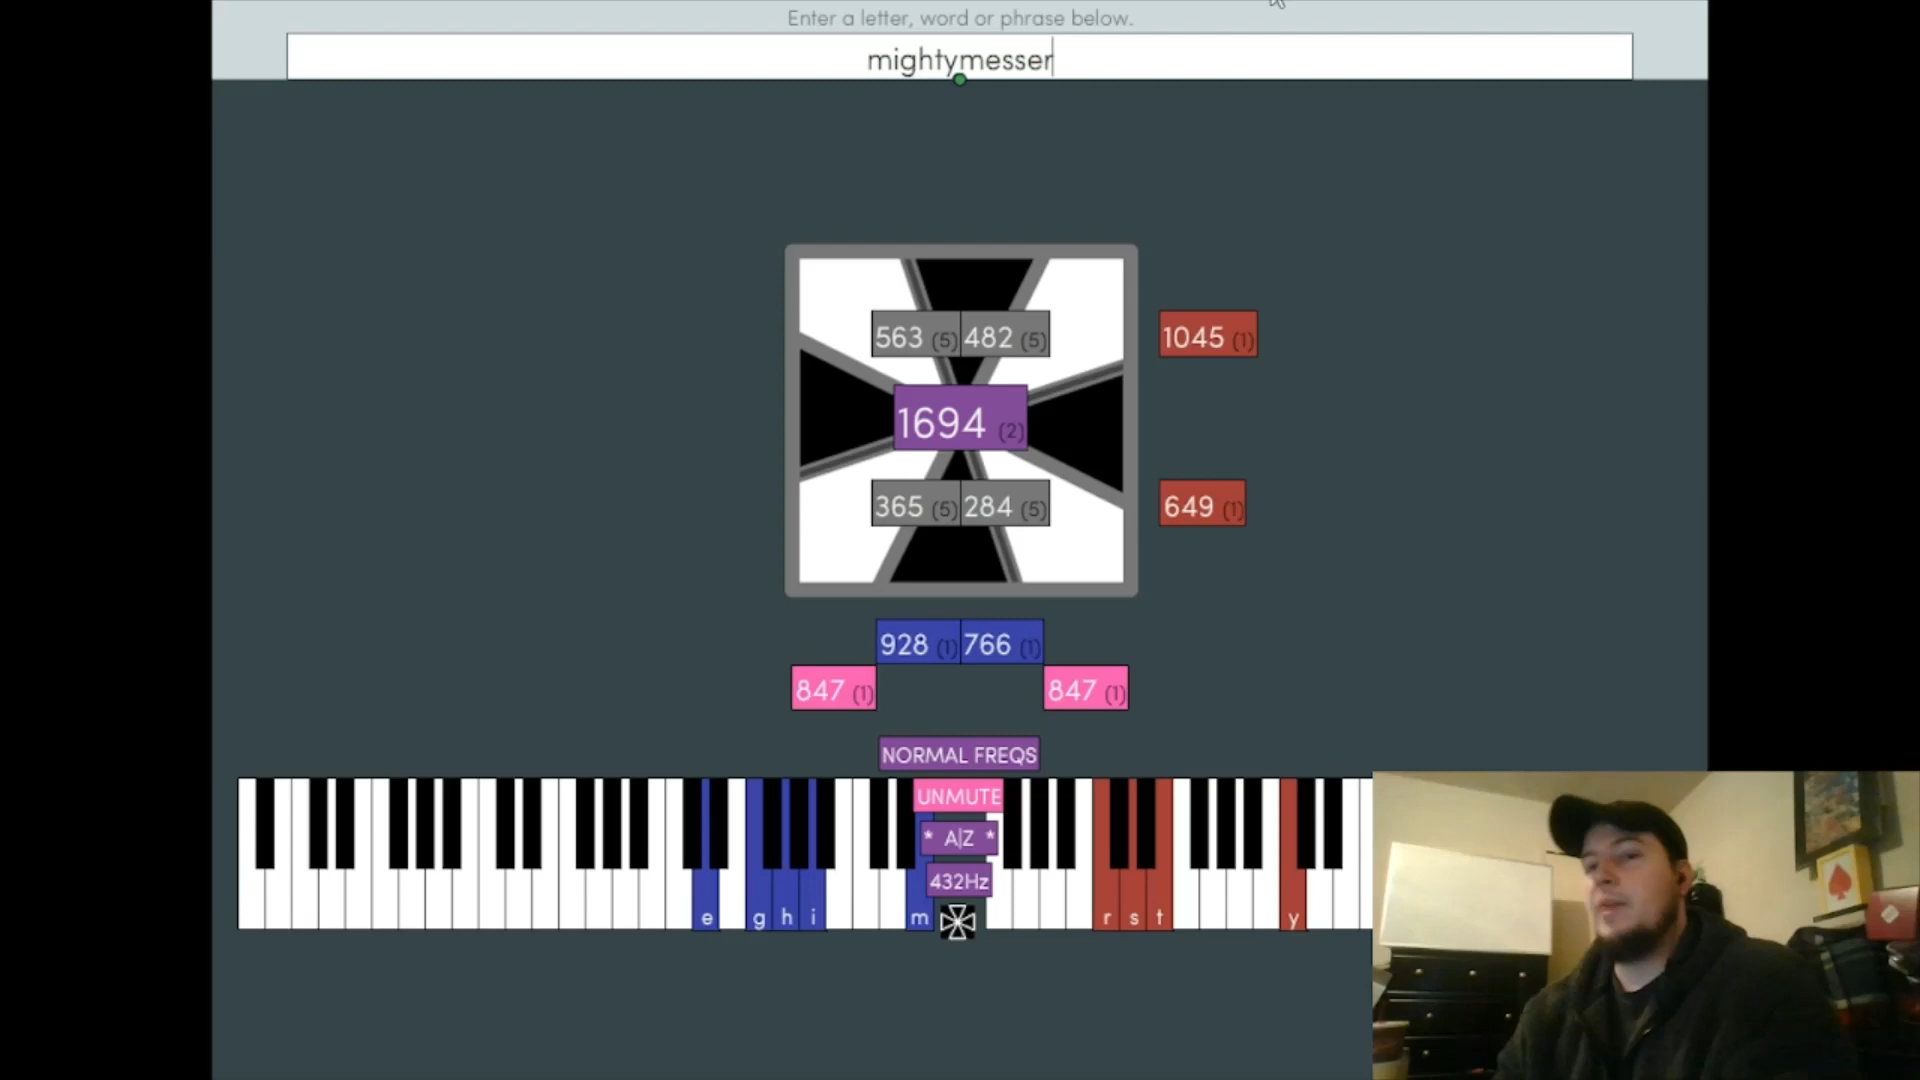 Enter a letter, word or phrase below.
mightymesser
563 (5) 482 (5) 1045 (1)
1694 (2)
365 (5) 284 (5) 649 (1)
928 (1) 766 (1)
847 (1) 847 (1)
NORMAL FREQS
UNMUTE
* A|Z *
432Hz
e g h i m r s t y